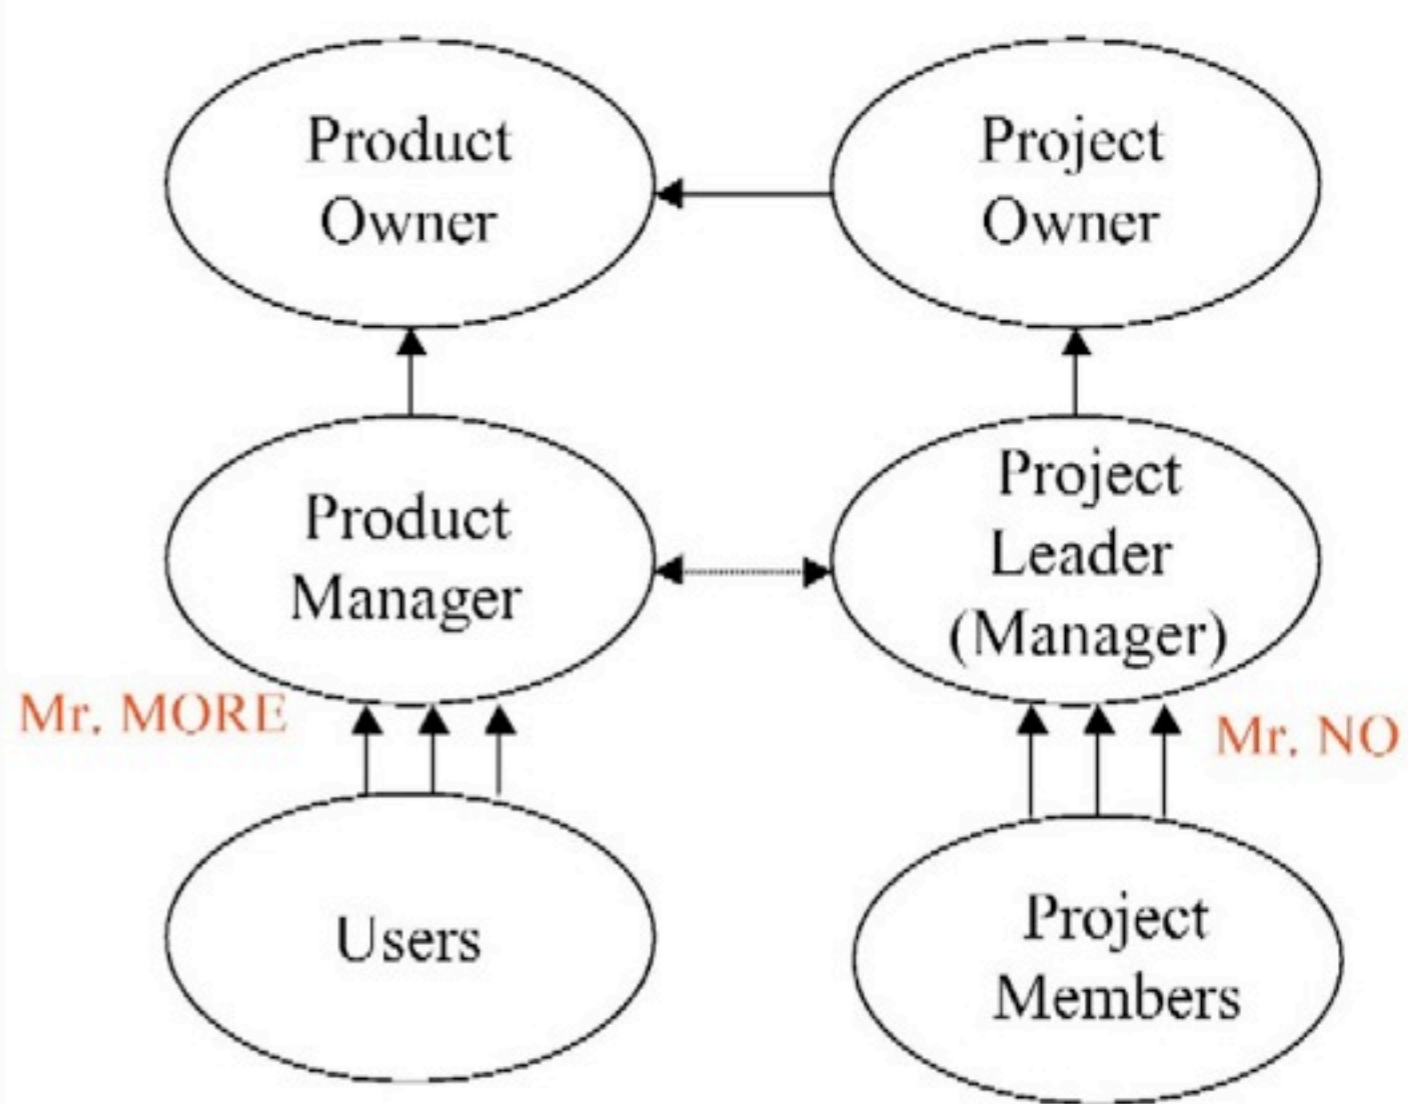 Product
Owner
Project
Owner
Product
Manager
Project
Leader
(Manager)
Mr. MORE
Mr. NO
Users
Project
Members